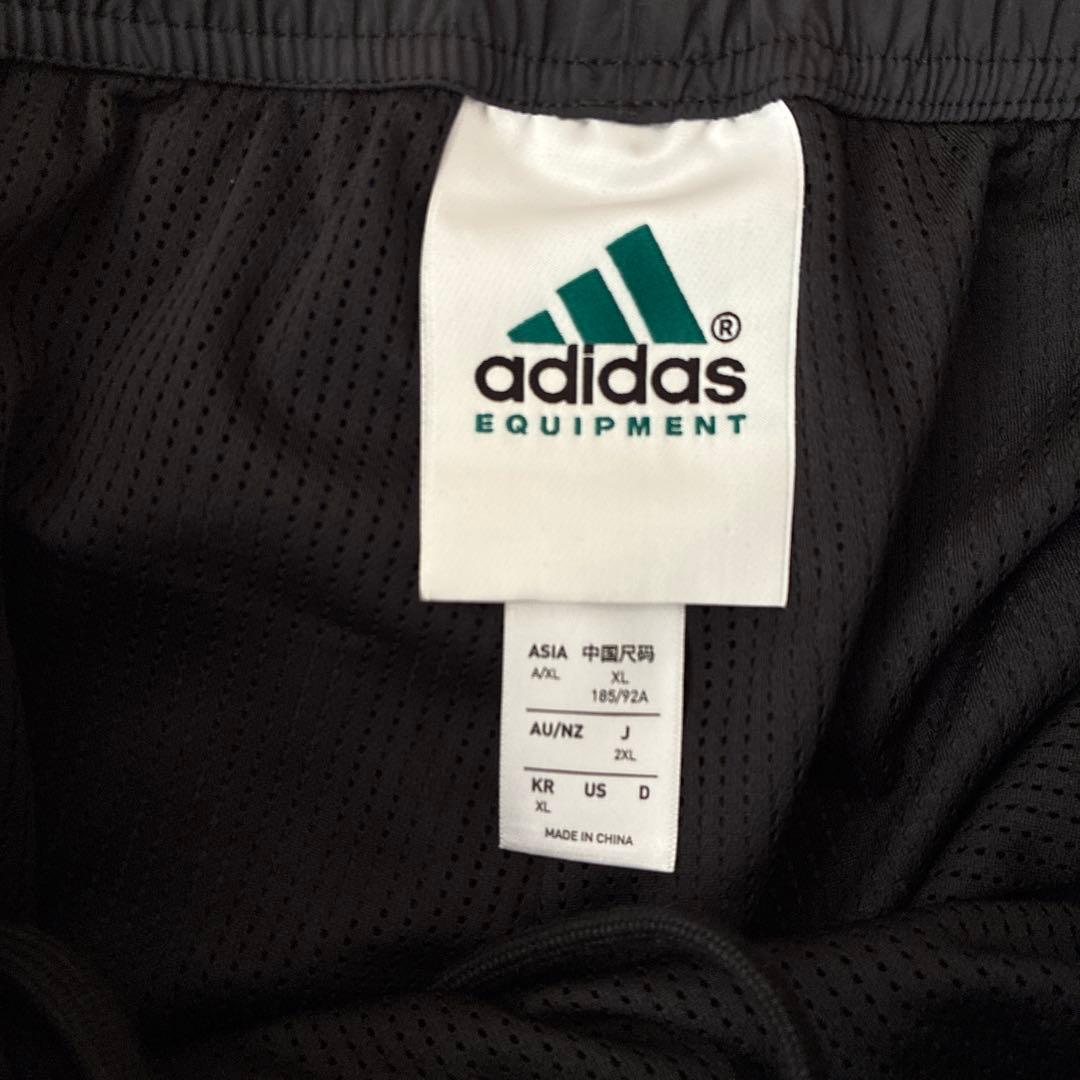 ®
adidas
EQUIPMENT
ASIA 中国尺码
A/XL XL
185/92A
AU/NZ J
2XL
KR US D
XL
MADE IN CHINA